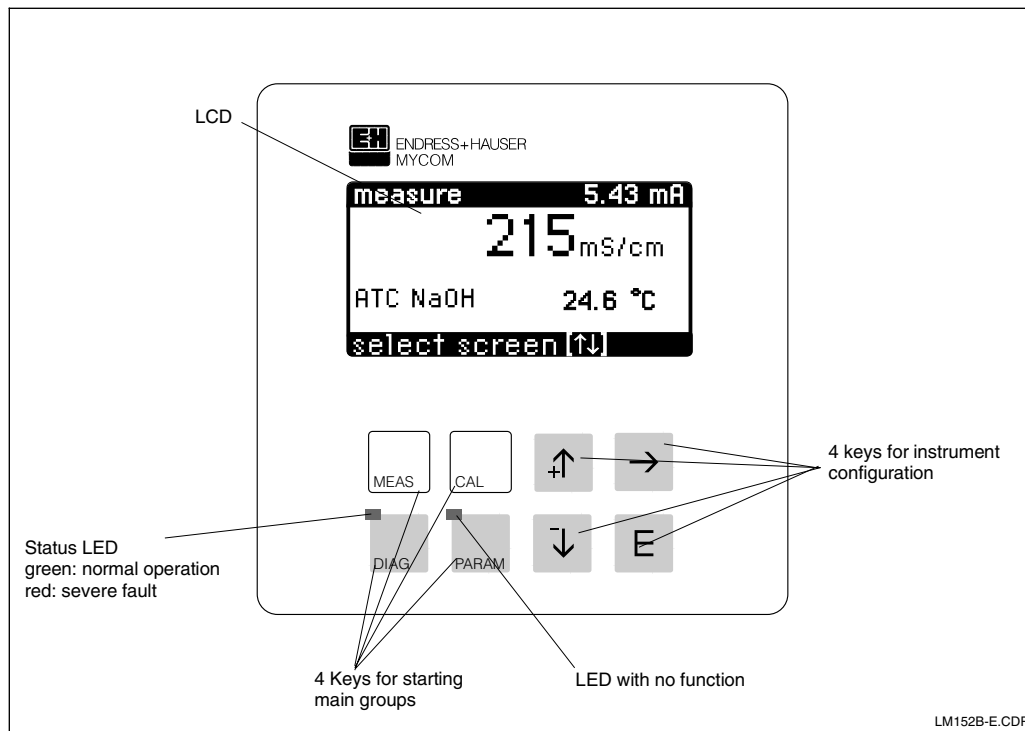 LCD
E+H
ENDRESS+HAUSER
MYCOM
measure 5.43 mA
215 mS/cm
ATC NaOH 24.6 °C
select screen [↑↓]
MEAS
CAL
+↑
→
4 keys for instrument
configuration
DIAG
PARAM
-↓
E
Status LED
green: normal operation
red: severe fault
4 Keys for starting
main groups
LED with no function
LM152B-E.CDR